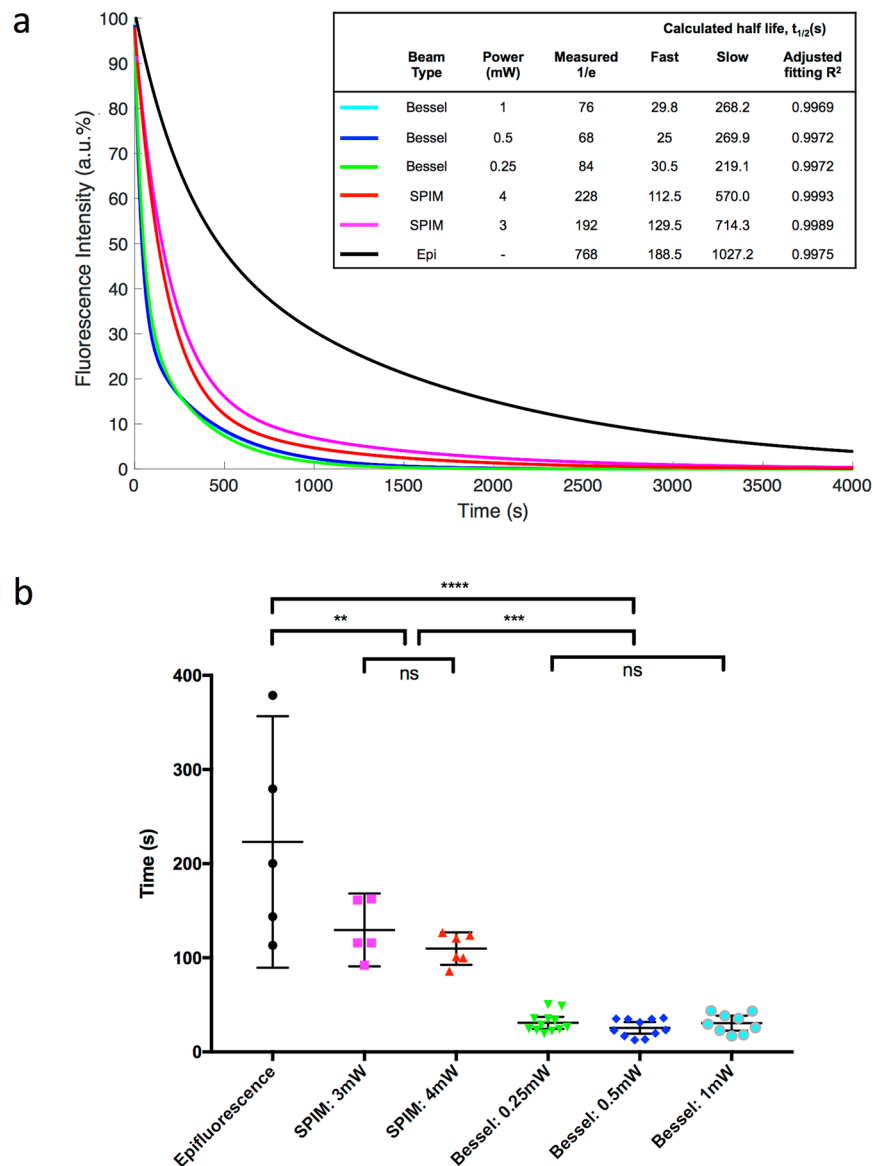 a
Fluorescence Intensity (a.u.%)
100
90
80
70
60
50
40
30
20
10
0
0 500 1000 1500 2000 2500 3000 3500 4000
Time (s)
Calculated half life, t1/2(s)
Beam Type Power (mW) Measured 1/e Fast Slow Adjusted fitting R²
Bessel 1 76 29.8 268.2 0.9969
Bessel 0.5 68 25 269.9 0.9972
Bessel 0.25 84 30.5 219.1 0.9972
SPIM 4 228 112.5 570.0 0.9993
SPIM 3 192 129.5 714.3 0.9989
Epi - 768 188.5 1027.2 0.9975
b
****
** ***
ns ns
Time (s)
400
300
200
100
0
Epifluorescence
SPIM: 3mW
SPIM: 4mW
Bessel: 0.25mW
Bessel: 0.5mW
Bessel: 1mW